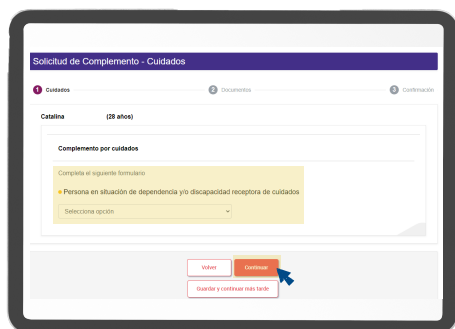 Solicitud de Complemento - Cuidados
1 Cuidados 2 Documentos 3 Confirmación
Catalina (28 años)
Complemento por cuidados
Completa el siguiente formulario
Persona en situación de dependencia y/o discapacidad receptora de cuidados
Selecciona opción
Volver Continuar
Guardar y continuar más tarde